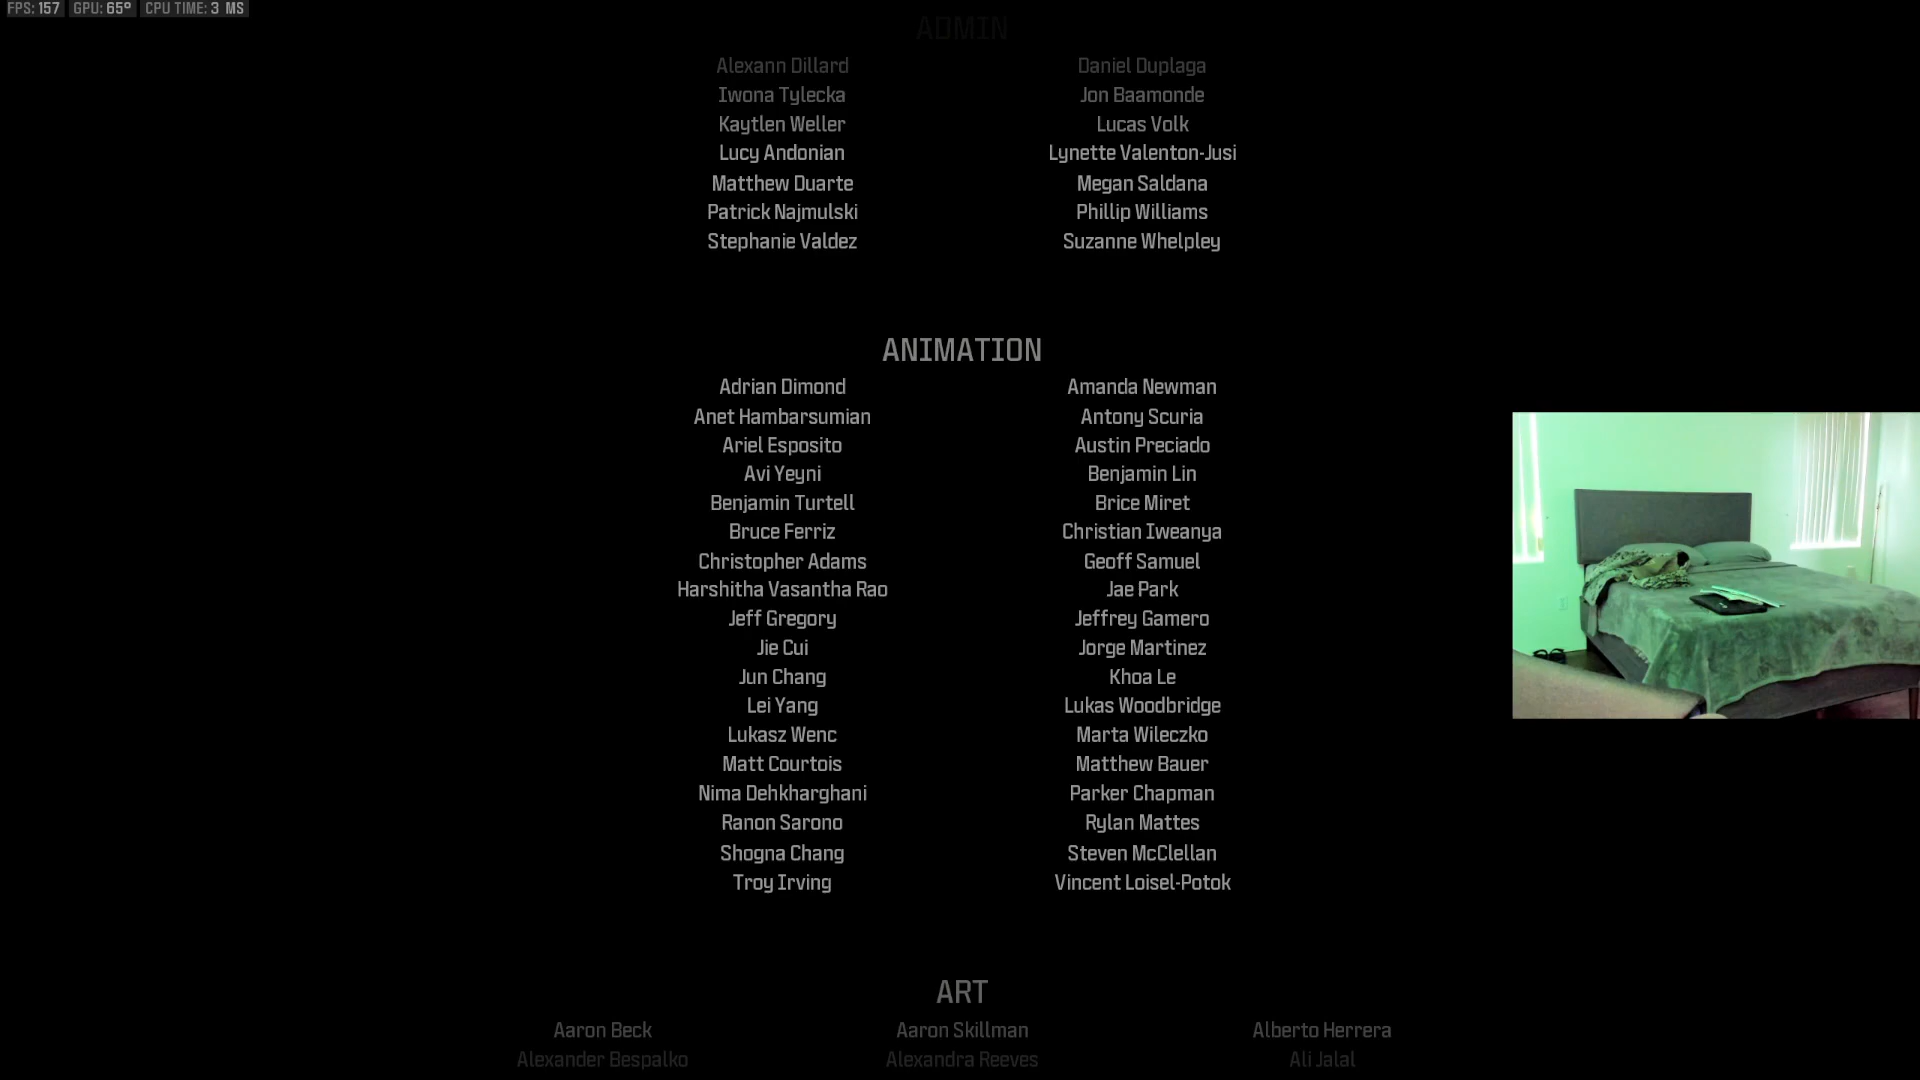 FPS: 157 GPU: 65° CPU TIME: 3 MS
ADMIN
Alexann Dillard Daniel Duplaga
Iwona Tylecka Jon Baamonde
Kaytlen Weller Lucas Volk
Lucy Andonian Lynette Valenton-Jusi
Matthew Duarte Megan Saldana
Patrick Najmulski Phillip Williams
Stephanie Valdez Suzanne Whelpley
ANIMATION
Adrian Dimond Amanda Newman
Anet Hambarsumian Antony Scuria
Ariel Esposito Austin Preciado
Avi Yeyni Benjamin Lin
Benjamin Turtell Brice Miret
Bruce Ferriz Christian Iweanya
Christopher Adams Geoff Samuel
Harshitha Vasantha Rao Jae Park
Jeff Gregory Jeffrey Gamero
Jie Cui Jorge Martinez
Jun Chang Khoa Le
Lei Yang Lukas Woodbridge
Lukasz Wenc Marta Wileczko
Matt Courtois Matthew Bauer
Nima Dehkharghani Parker Chapman
Ranon Sarono Rylan Mattes
Shogna Chang Steven McClellan
Troy Irving Vincent Loisel-Potok
ART
Aaron Beck Aaron Skillman Alberto Herrera
Alexander Bespalko Alexandra Reeves Ali Jalal